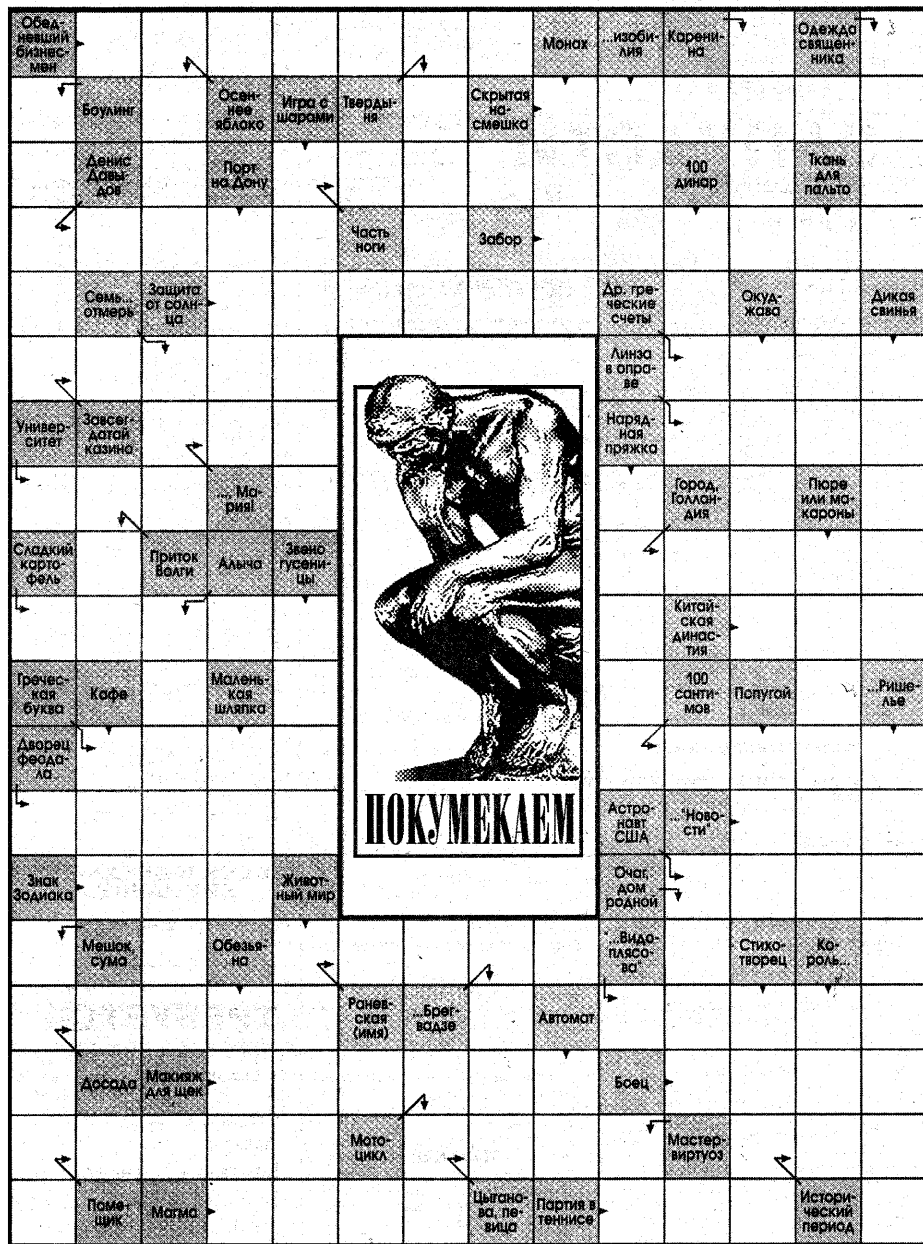 Обед-
невший
бизнес-
мен
Монах
...изоби-
лия
Карени-
на
Одежда
священ-
ника
Боулинг
Осен-
нее
яблоко
Игра с
шарами
Тверды-
ня
Скрытая
на-
смешка
Денис
Давы-
дов
Порт
на Дону
100
динар
Ткань
для
пальто
Часть
ноги
Забор
Семь...
отмерь
Защита
от солн-
ца
Др. гре-
ческие
счеты
Окуд-
жава
Дикая
свинья
Линза
в опра-
ве
Универ-
ситет
Завсег-
датай
казино
Наряд-
ная
пряжка
..., Ма-
рия!
Город,
Голлан-
дия
Пюре
или ма-
кароны
Сладкий
карто-
фель
Приток
Волги
Алыча
Звено
гусени-
цы
Китай-
ская
динас-
тия
Гречес-
кая
буква
Кафе
Малень-
кая
шляпка
100
санти-
мов
Попугай
...Рише-
лье
Дворец
феода-
ла
ПОКУМЕКАЕМ
Астро-
навт
США
..."Ново-
сти"
Знак
Зодиака
Живот-
ный мир
Очаг,
дом
родной
Мешок,
сума
Обезья-
на
"...Видо-
плясо-
ва"
Стихо-
творец
Ко-
роль...
Ранев-
ская
(имя)
...Брег-
вадзе
Автомат
Досада
Макияж
для щек
Боец
Мото-
цикл
Мастер-
виртуоз
Поме-
щик
Магма
Цыгано-
ва, пе-
вица
Партия в
теннисе
Истори-
ческий
период